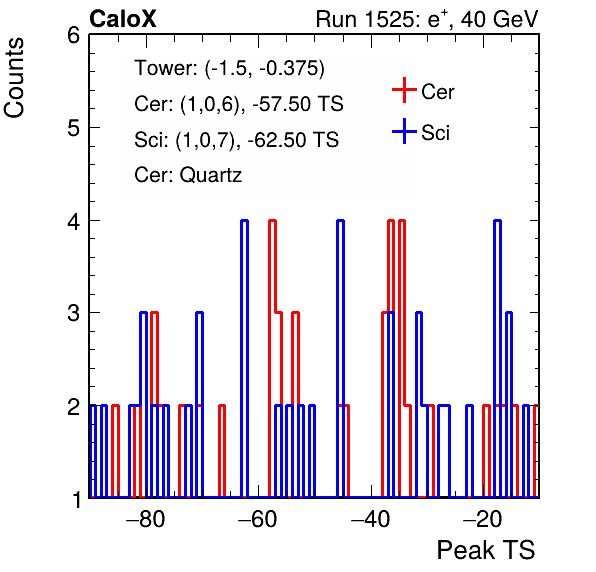 CaloX Run 1525: e⁺, 40 GeV
Counts
6
5
4
3
2
1
Tower: (-1.5, -0.375)
Cer: (1,0,6), -57.50 TS
Sci: (1,0,7), -62.50 TS
Cer: Quartz
Cer
Sci
−80 −60 −40 −20
Peak TS